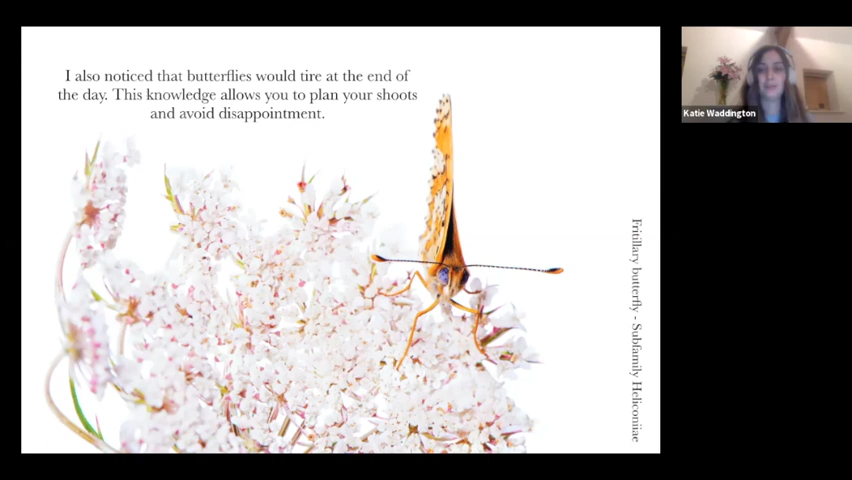 I also noticed that butterflies would tire at the end of
the day. This knowledge allows you to plan your shoots
and avoid disappointment.
Fritillary butterfly - Subfamily Heliconiiae
Katie Waddington